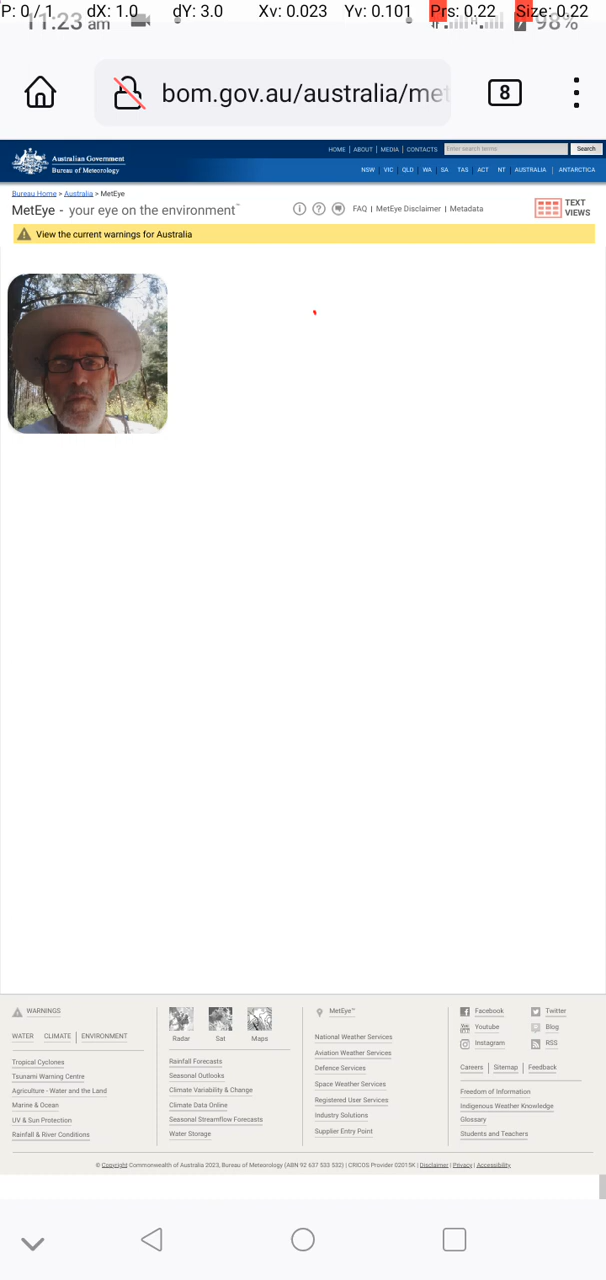 P: 0 / 1 dX: 1.0 dY: 3.0 Xv: 0.023 Yv: 0.101 Prs: 0.22 Size: 0.22
11:23 am 98%
bom.gov.au/australia/met
8
Australian Government
Bureau of Meteorology
HOME | ABOUT | MEDIA | CONTACTS
Enter search terms
Search
NSW | VIC | QLD | WA | SA | TAS | ACT | NT | AUSTRALIA | ANTARCTICA
Bureau Home > Australia > MetEye
MetEye - your eye on the environment™
FAQ | MetEye Disclaimer | Metadata
TEXT
VIEWS
View the current warnings for Australia
WARNINGS
WATER CLIMATE | ENVIRONMENT
Tropical Cyclones
Tsunami Warning Centre
Agriculture - Water and the Land
Marine & Ocean
UV & Sun Protection
Rainfall & River Conditions
Radar Sat Maps
Rainfall Forecasts
Seasonal Outlooks
Climate Variability & Change
Climate Data Online
Seasonal Streamflow Forecasts
Water Storage
MetEye™
National Weather Services
Aviation Weather Services
Defence Services
Space Weather Services
Registered User Services
Industry Solutions
Supplier Entry Point
Facebook Twitter
You Tube Youtube Blog
Instagram RSS
Careers | Sitemap | Feedback
Freedom of Information
Indigenous Weather Knowledge
Glossary
Students and Teachers
© Copyright Commonwealth of Australia 2023, Bureau of Meteorology (ABN 92 637 533 532) | CRICOS Provider 02015K | Disclaimer | Privacy | Accessibility